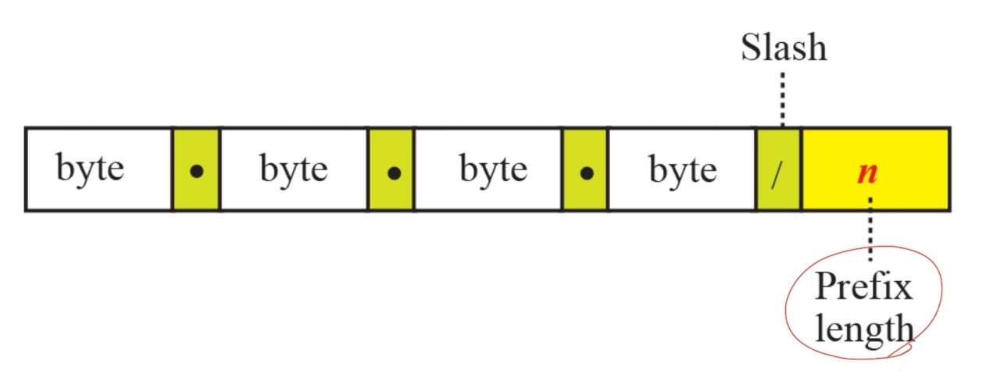 Slash
byte • byte • byte • byte / n
Prefix
length